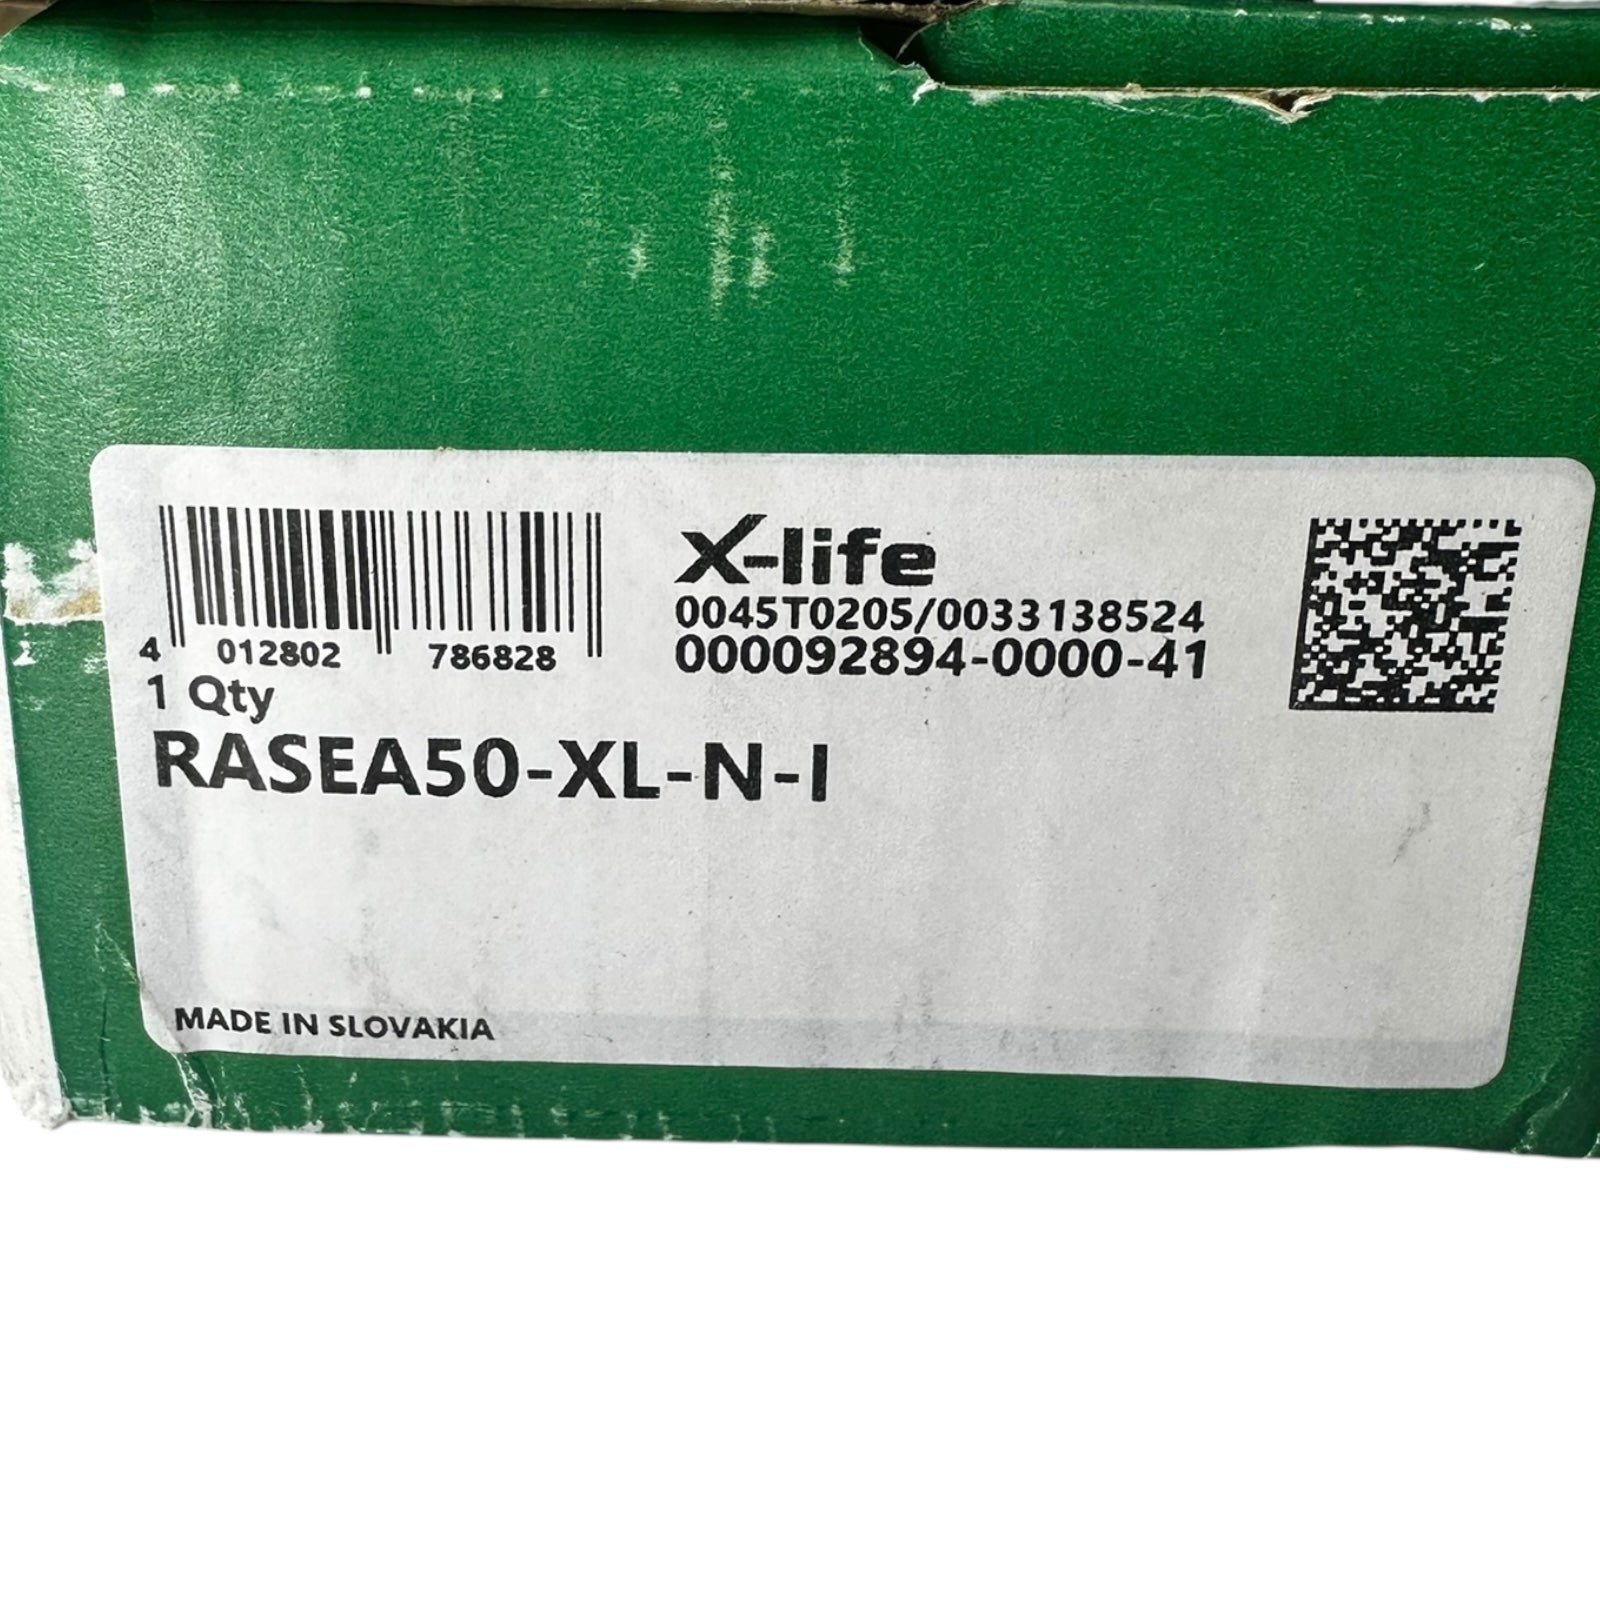 X-life
0045T0205/0033138524
000092894-0000-41
4 012802 786828
1 Qty
RASEA50-XL-N-I
MADE IN SLOVAKIA